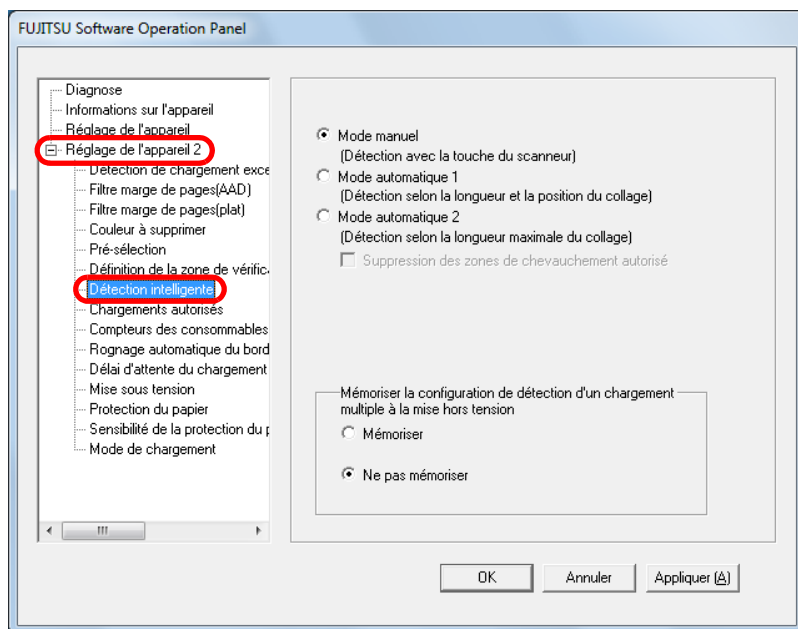 FUJITSU Software Operation Panel
Diagnose
Informations sur l'appareil
Réglage de l'appareil
Réglage de l'appareil 2
Détection de chargement exce
Filtre marge de pages(AAD)
Filtre marge de pages(plat)
Couleur à supprimer
Pré-sélection
Définition de la zone de vérific
Détection intelligente
Chargements autorisés
Compteurs des consommables
Rognage automatique du bord
Délai d'attente du chargement
Mise sous tension
Protection du papier
Sensibilité de la protection du p
Mode de chargement
Mode manuel
(Détection avec la touche du scanneur)
Mode automatique 1
(Détection selon la longueur et la position du collage)
Mode automatique 2
(Détection selon la longueur maximale du collage)
Suppression des zones de chevauchement autorisé
Mémoriser la configuration de détection d'un chargement
multiple à la mise hors tension
Mémoriser
Ne pas mémoriser
OK
Annuler
Appliquer (A)